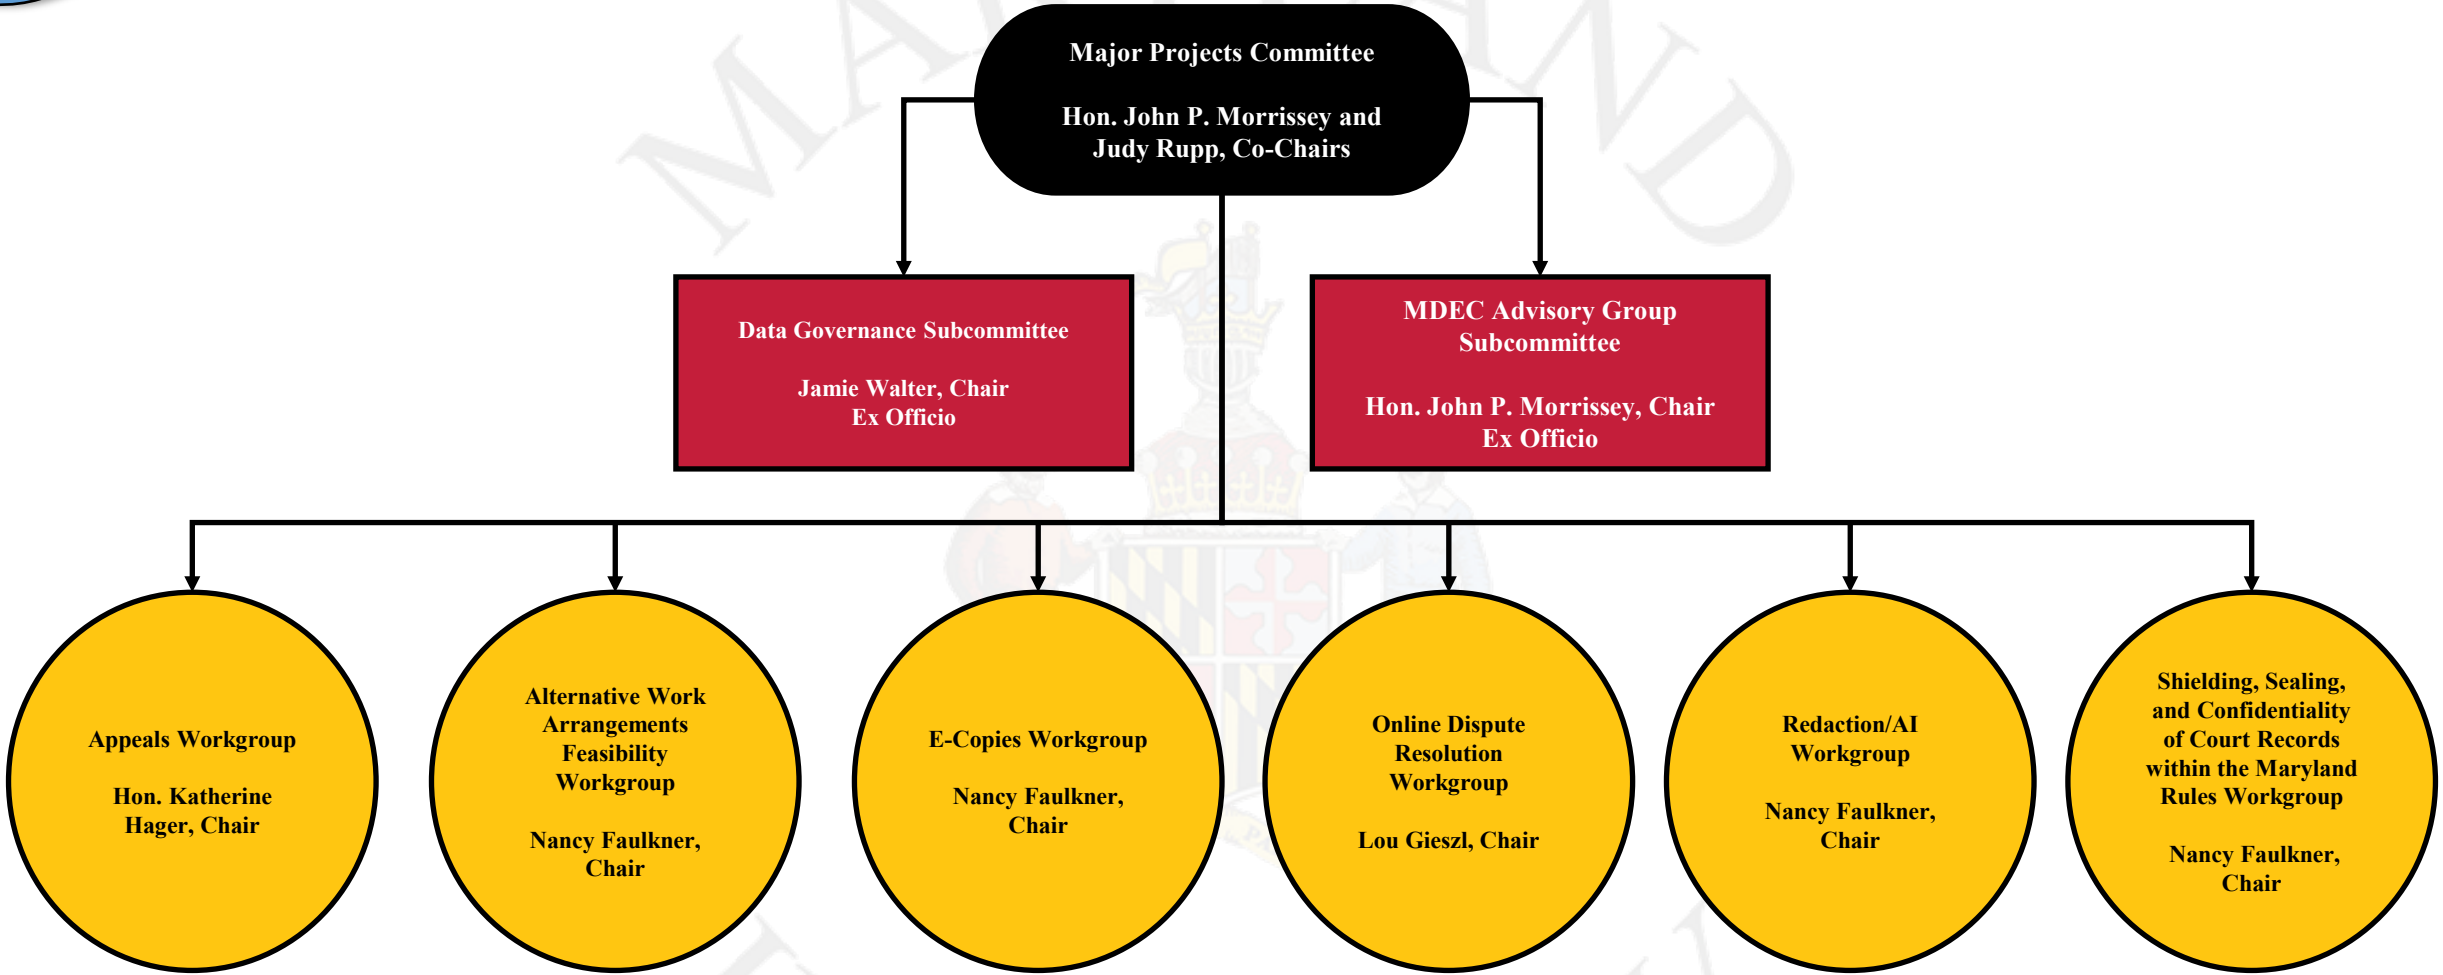 Major Projects Committee
Hon. John P. Morrissey and
Judy Rupp, Co-Chairs
Data Governance Subcommittee
Jamie Walter, Chair
Ex Officio
MDEC Advisory Group
Subcommittee
Hon. John P. Morrissey, Chair
Ex Officio
Appeals Workgroup
Hon. Katherine
Hager, Chair
Alternative Work
Arrangements
Feasibility
Workgroup
Nancy Faulkner,
Chair
E-Copies Workgroup
Nancy Faulkner,
Chair
Online Dispute
Resolution
Workgroup
Lou Gieszl, Chair
Redaction/AI
Workgroup
Nancy Faulkner,
Chair
Shielding, Sealing,
and Confidentiality
of Court Records
within the Maryland
Rules Workgroup
Nancy Faulkner,
Chair